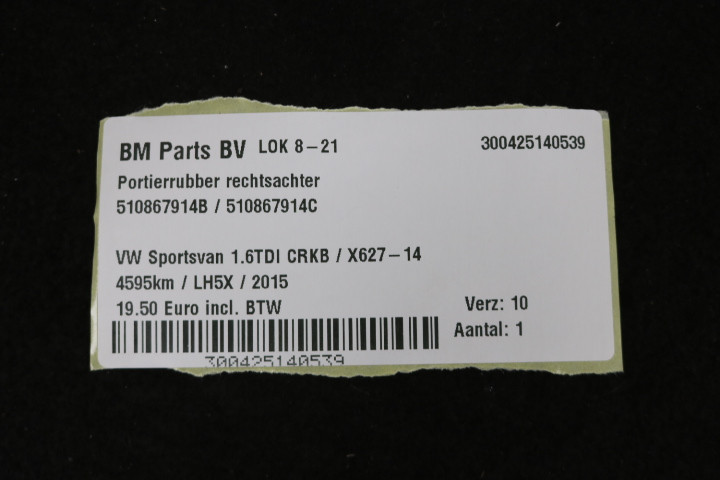 BM Parts BV LOK 8-21 300425140539
Portierrubber rechtsachter
510867914B / 510867914C
VW Sportsvan 1.6TDI CRKB / X627-14
4595km / LH5X / 2015
19.50 Euro incl. BTW Verz: 10
Aantal: 1
300425140539